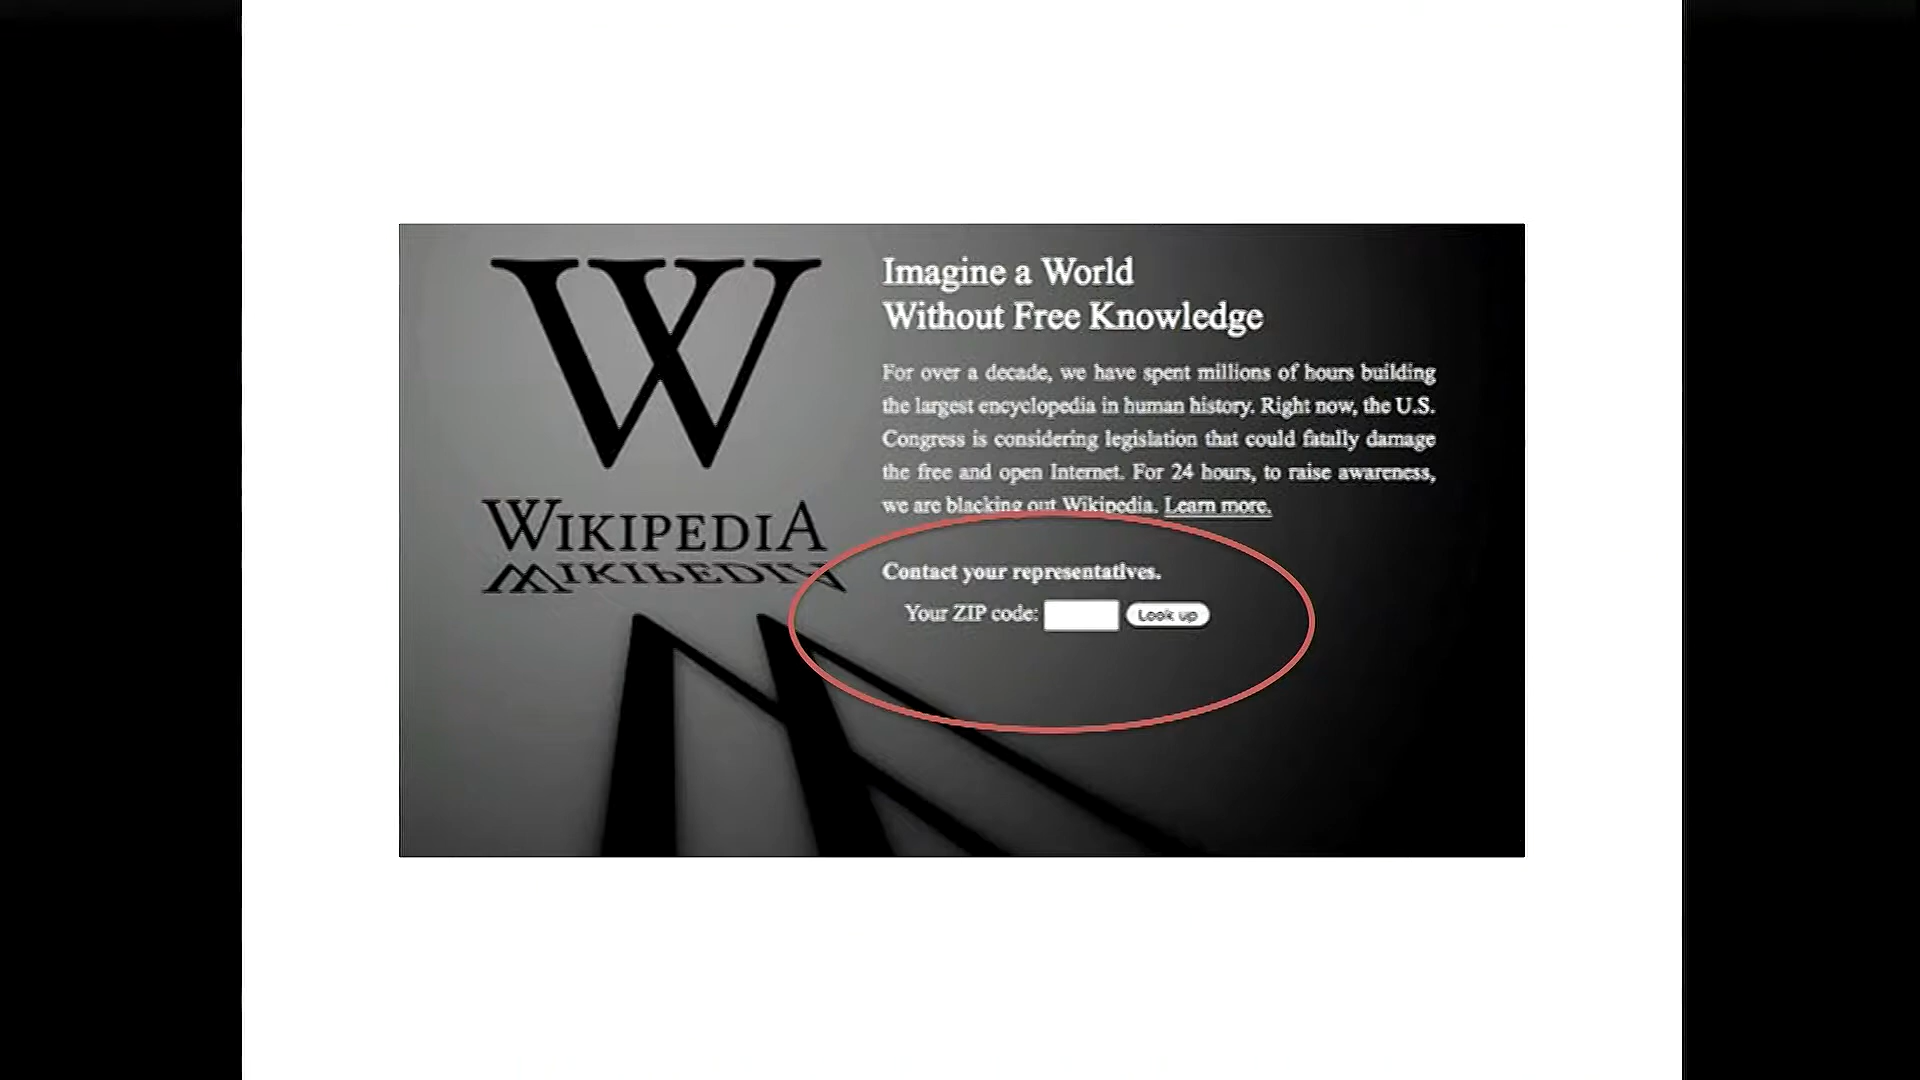 W
WIKIPEDIA
Imagine a World
Without Free Knowledge
For over a decade, we have spent millions of hours building
the largest encyclopedia in human history. Right now, the U.S.
Congress is considering legislation that could fatally damage
the free and open Internet. For 24 hours, to raise awareness,
we are blacking out Wikipedia. Learn more.
Contact your representatives.
Your ZIP code: Look up